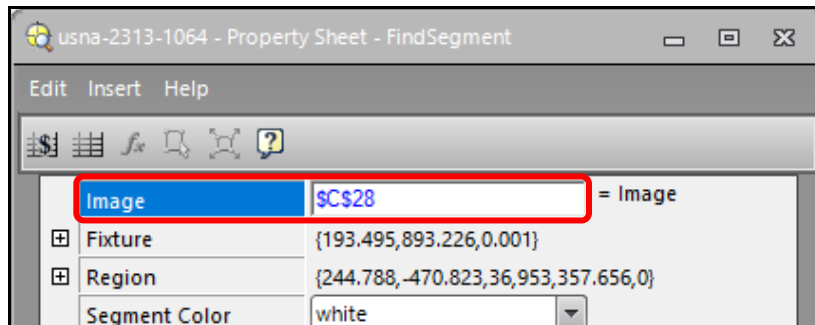 usna-2313-1064 - Property Sheet - FindSegment
Edit Insert Help
$ fx ?
Image $C$28 = Image
Fixture {193.495,893.226,0.001}
Region {244.788,-470.823,36,953,357.656,0}
Segment Color white